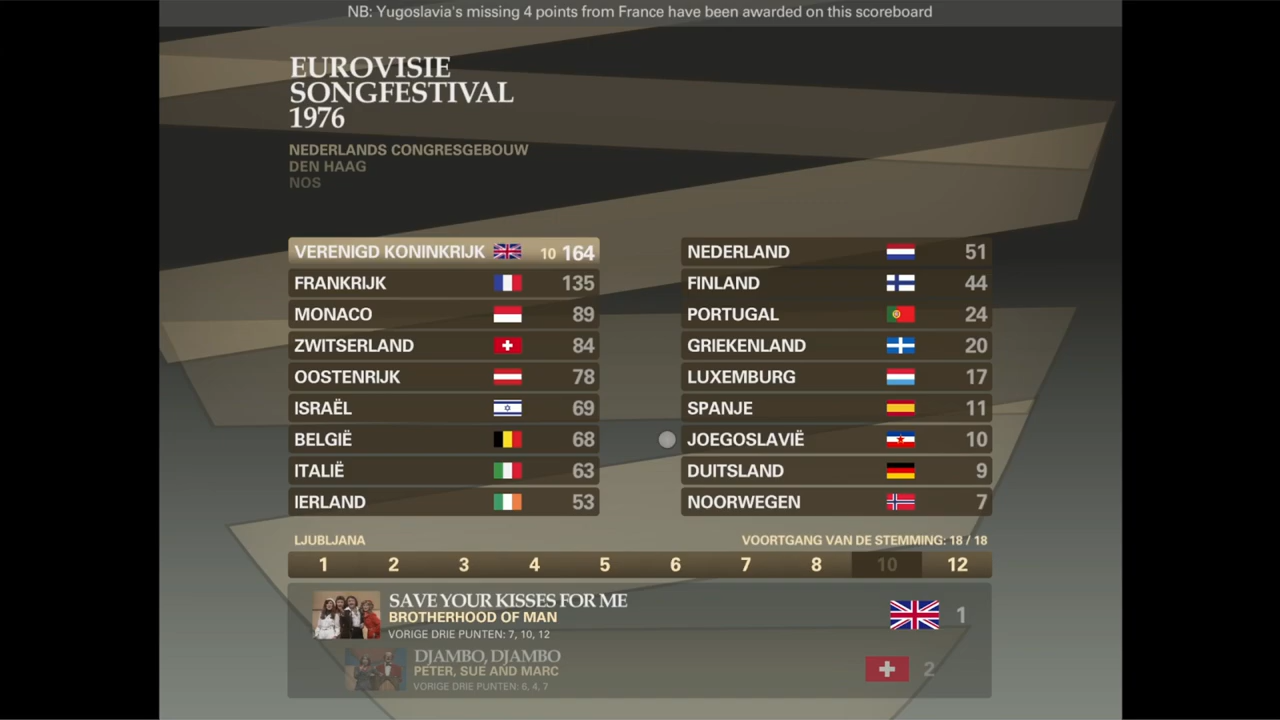 NB: Yugoslavia's missing 4 points from France have been awarded on this scoreboard
EUROVISIE
SONGFESTIVAL
1976
NEDERLANDS CONGRESGEBOUW
DEN HAAG
NOS
VERENIGD KONINKRIJK 10 164
FRANKRIJK 135
MONACO 89
ZWITSERLAND 84
OOSTENRIJK 78
ISRAËL 69
BELGIË 68
ITALIË 63
IERLAND 53
NEDERLAND 51
FINLAND 44
PORTUGAL 24
GRIEKENLAND 20
LUXEMBURG 17
SPANJE 11
JOEGOSLAVIË 10
DUITSLAND 9
NOORWEGEN 7
LJUBLJANA VOORTGANG VAN DE STEMMING: 18 / 18
1 2 3 4 5 6 7 8 10 12
SAVE YOUR KISSES FOR ME
BROTHERHOOD OF MAN
VORIGE DRIE PUNTEN: 7, 10, 12
1
DJAMBO, DJAMBO
PETER, SUE AND MARC
VORIGE DRIE PUNTEN: 6, 4, 7
2